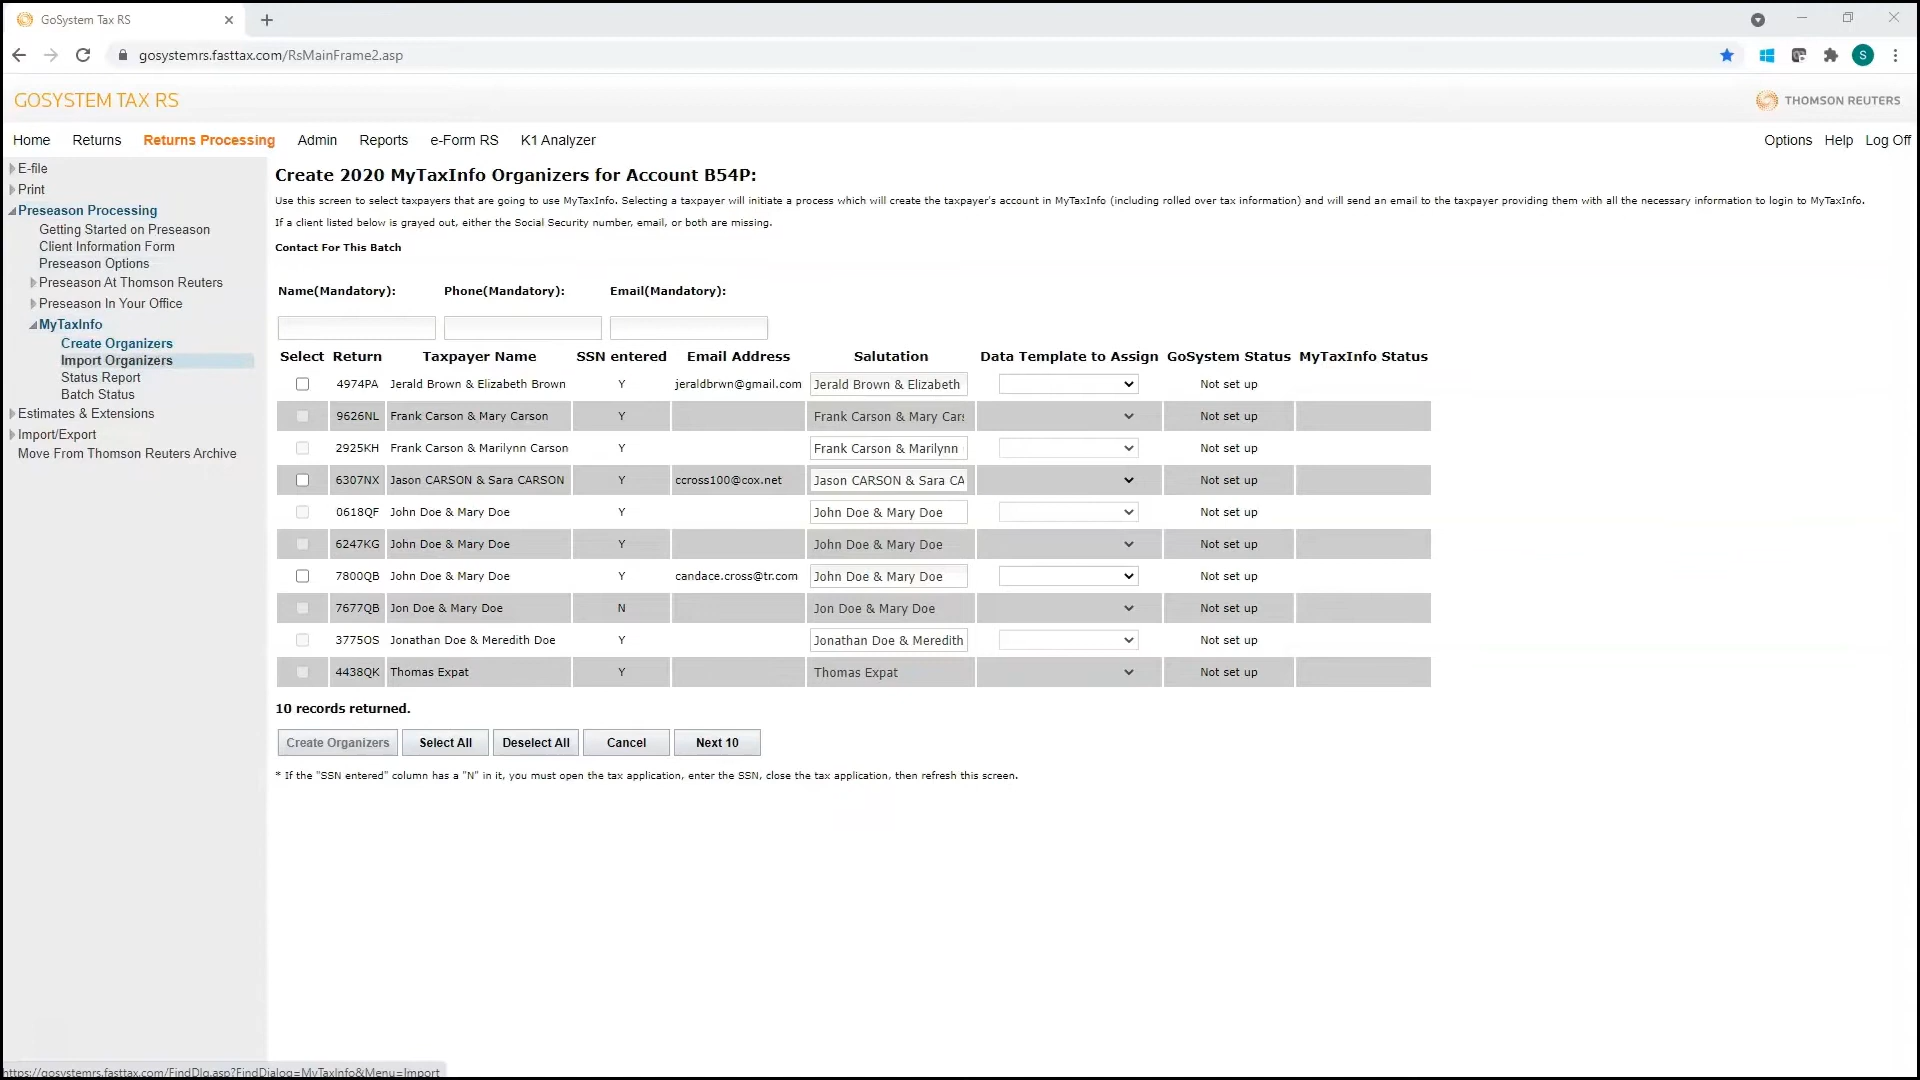 GoSystem Tax RS
gosystemrs.fasttax.com/RsMainFrame2.asp
S
GOSYSTEM TAX RS
THOMSON REUTERS
Home Returns Returns Processing Admin Reports e-Form RS K1 Analyzer Options Help Log Off
E-file
Print
Preseason Processing
Getting Started on Preseason
Client Information Form
Preseason Options
Preseason At Thomson Reuters
Preseason In Your Office
MyTaxInfo
Create Organizers
Import Organizers
Status Report
Batch Status
Estimates & Extensions
Import/Export
Move From Thomson Reuters Archive
Create 2020 MyTaxInfo Organizers for Account B54P:
Use this screen to select taxpayers that are going to use MyTaxInfo. Selecting a taxpayer will initiate a process which will create the taxpayer's account in MyTaxInfo (including rolled over tax information) and will send an email to the taxpayer providing them with all the necessary information to login to MyTaxInfo.
If a client listed below is grayed out, either the Social Security number, email, or both are missing.
Contact For This Batch
Name(Mandatory): Phone(Mandatory): Email(Mandatory):
Select Return Taxpayer Name SSN entered Email Address Salutation Data Template to Assign GoSystem Status MyTaxInfo Status
4974PA Jerald Brown & Elizabeth Brown Y jeraldbrwn@gmail.com Jerald Brown & Elizabeth Not set up
9626NL Frank Carson & Mary Carson Y Frank Carson & Mary Cars Not set up
2925KH Frank Carson & Marilynn Carson Y Frank Carson & Marilynn Not set up
6307NX Jason CARSON & Sara CARSON Y ccross100@cox.net Jason CARSON & Sara CA Not set up
0618QF John Doe & Mary Doe Y John Doe & Mary Doe Not set up
6247KG John Doe & Mary Doe Y John Doe & Mary Doe Not set up
7800QB John Doe & Mary Doe Y candace.cross@tr.com John Doe & Mary Doe Not set up
7677QB Jon Doe & Mary Doe N Jon Doe & Mary Doe Not set up
3775OS Jonathan Doe & Meredith Doe Y Jonathan Doe & Meredith Not set up
4438QK Thomas Expat Y Thomas Expat Not set up
10 records returned.
Create Organizers Select All Deselect All Cancel Next 10
* If the "SSN entered" column has a "N" in it, you must open the tax application, enter the SSN, close the tax application, then refresh this screen.
https://gosystemrs.fasttax.com/FindDlg.asp?FindDialog=MyTaxInfo&Menu=Import